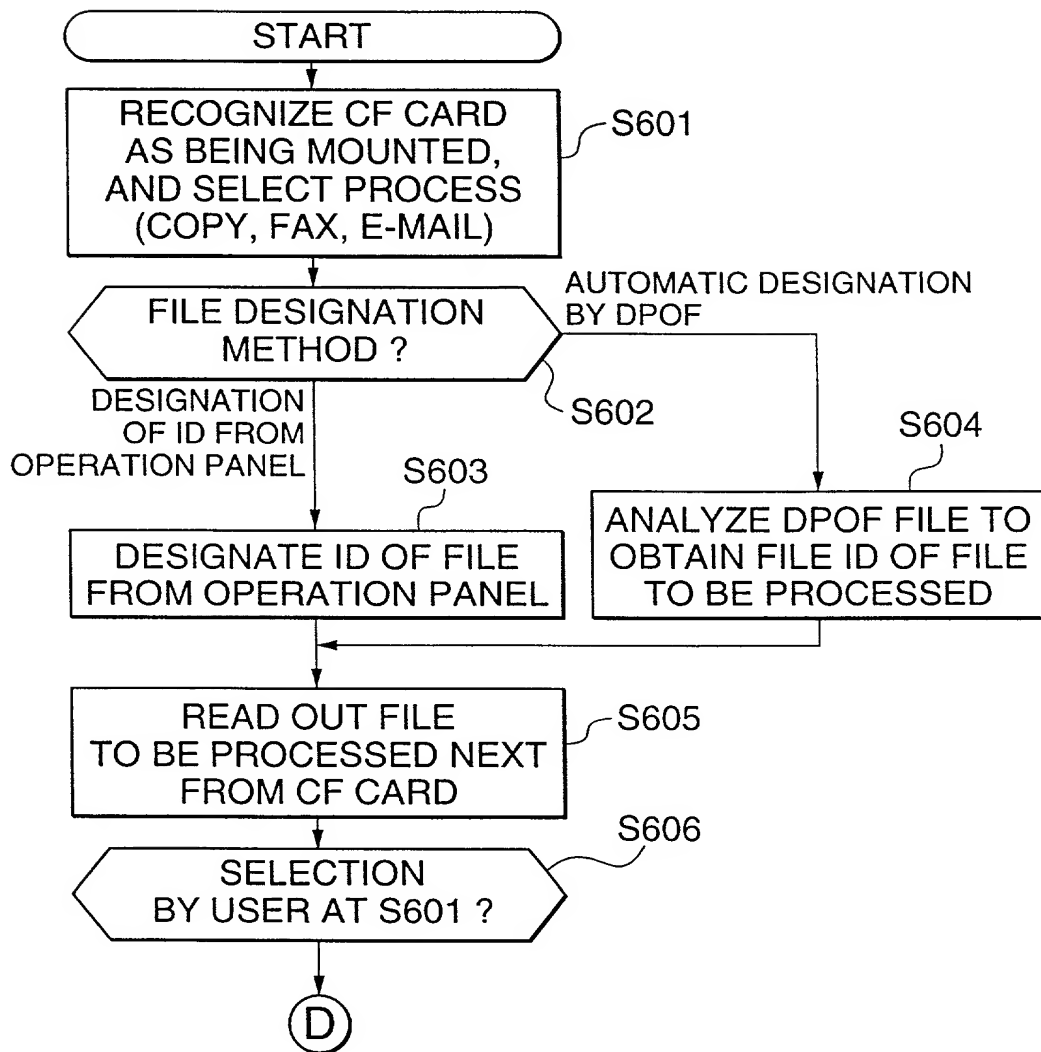 START
RECOGNIZE CF CARD
AS BEING MOUNTED,
AND SELECT PROCESS
(COPY, FAX, E-MAIL)
S601
FILE DESIGNATION
METHOD ?
S602
AUTOMATIC DESIGNATION
BY DPOF
DESIGNATION
OF ID FROM
OPERATION PANEL
S603
DESIGNATE ID OF FILE
FROM OPERATION PANEL
S604
ANALYZE DPOF FILE TO
OBTAIN FILE ID OF FILE
TO BE PROCESSED
READ OUT FILE
TO BE PROCESSED NEXT
FROM CF CARD
S605
S606
SELECTION
BY USER AT S601 ?
D